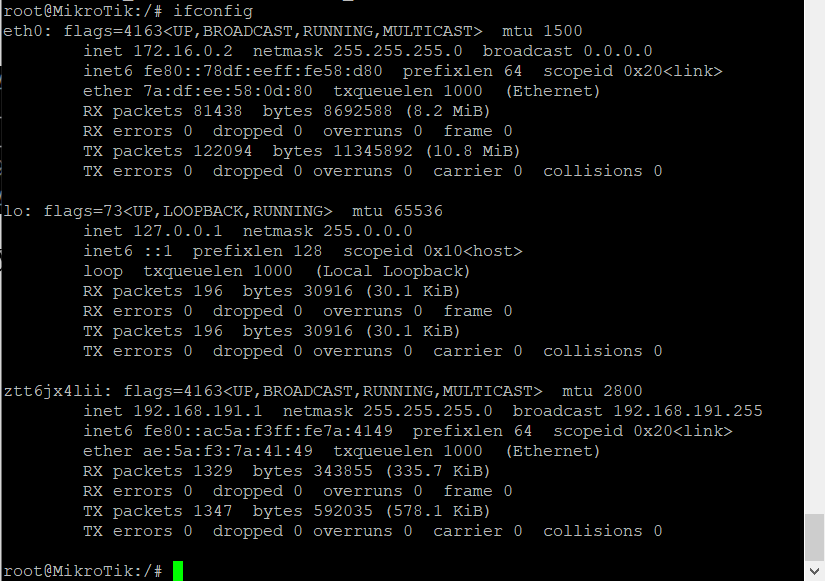 root@MikroTik:/# ifconfig
eth0: flags=4163<UP,BROADCAST,RUNNING,MULTICAST>  mtu 1500
        inet 172.16.0.2  netmask 255.255.255.0  broadcast 0.0.0.0
        inet6 fe80::78df:eeff:fe58:d80  prefixlen 64  scopeid 0x20<link>
        ether 7a:df:ee:58:0d:80  txqueuelen 1000  (Ethernet)
        RX packets 81438  bytes 8692588 (8.2 MiB)
        RX errors 0  dropped 0  overruns 0  frame 0
        TX packets 122094  bytes 11345892 (10.8 MiB)
        TX errors 0  dropped 0 overruns 0  carrier 0  collisions 0

lo: flags=73<UP,LOOPBACK,RUNNING>  mtu 65536
        inet 127.0.0.1  netmask 255.0.0.0
        inet6 ::1  prefixlen 128  scopeid 0x10<host>
        loop  txqueuelen 1000  (Local Loopback)
        RX packets 196  bytes 30916 (30.1 KiB)
        RX errors 0  dropped 0  overruns 0  frame 0
        TX packets 196  bytes 30916 (30.1 KiB)
        TX errors 0  dropped 0 overruns 0  carrier 0  collisions 0

ztt6jx4lii: flags=4163<UP,BROADCAST,RUNNING,MULTICAST>  mtu 2800
        inet 192.168.191.1  netmask 255.255.255.0  broadcast 192.168.191.255
        inet6 fe80::ac5a:f3ff:fe7a:4149  prefixlen 64  scopeid 0x20<link>
        ether ae:5a:f3:7a:41:49  txqueuelen 1000  (Ethernet)
        RX packets 1329  bytes 343855 (335.7 KiB)
        RX errors 0  dropped 0  overruns 0  frame 0
        TX packets 1347  bytes 592035 (578.1 KiB)
        TX errors 0  dropped 0 overruns 0  carrier 0  collisions 0

root@MikroTik:/#